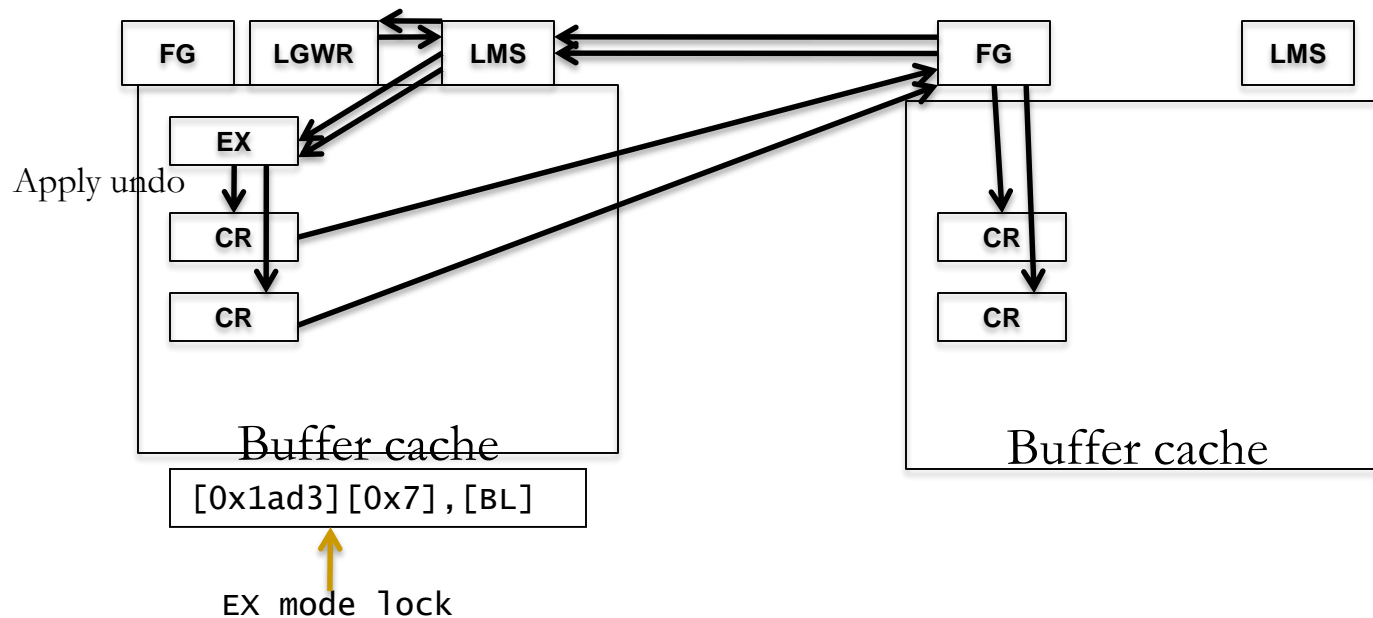 FG LGWR LMS FG LMS
EX
Apply undo
CR CR
CR CR
Buffer cache Buffer cache
[0x1ad3][0x7],[BL]
EX mode lock